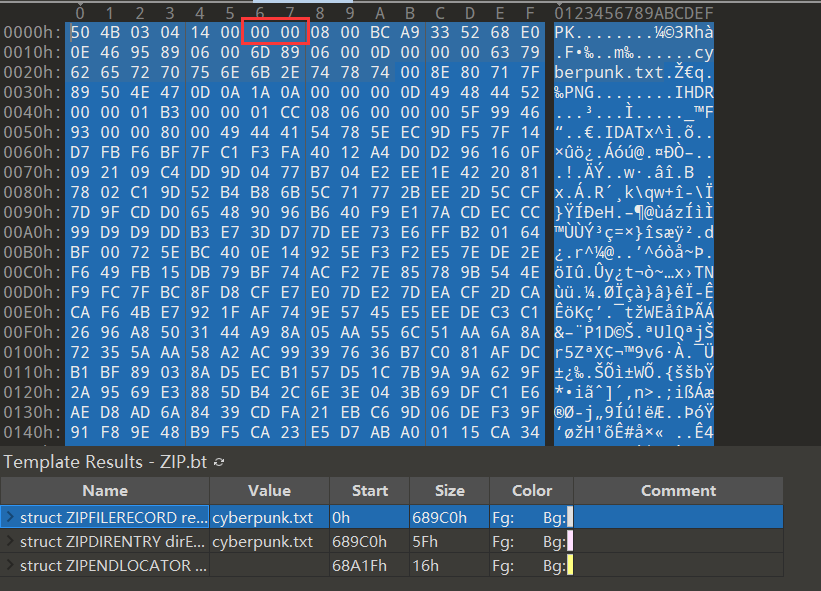 0 1 2 3 4 5 6 7 8 9 A B C D E F 0123456789ABCDEF
0000h: 50 4B 03 04 14 00 00 00 08 00 BC A9 33 52 68 E0 PK........¼©3Rhà
0010h: 0E 46 95 89 06 00 6D 89 06 00 0D 00 00 00 63 79 .F•‰..m‰......cy
0020h: 62 65 72 70 75 6E 6B 2E 74 78 74 00 8E 80 71 7F berpunk.txt.Ž€q.
0030h: 89 50 4E 47 0D 0A 1A 0A 00 00 00 0D 49 48 44 52 ‰PNG........IHDR
0040h: 00 00 01 B3 00 00 01 CC 08 06 00 00 00 5F 99 46 ...³...Ì....._™F
0050h: 93 00 00 80 00 49 44 41 54 78 5E EC 9D F5 7F 14 “..€.IDATx^ì.õ..
0060h: D7 FB F6 BF 7F C1 F3 FA 40 12 A4 D0 D2 96 16 0F ×ûö¿.Áóú@.¤ÐÒ–..
0070h: 09 21 09 C4 DD 9D 04 77 B7 04 E2 EE 1E 42 20 81 .!.ÄÝ..w·.âî.B .
0080h: 78 02 C1 9D 52 B4 B8 6B 5C 71 77 2B EE 2D 5C CF x.Á.R´¸k\qw+î-\Ï
0090h: 7D 9F CD D0 65 48 90 96 B6 40 F9 E1 7A CD EC CC }ŸÍÐeH.–¶@ùázÍìÌ
00A0h: 99 D9 D9 DD B3 E7 3D D7 7D EE 73 E6 FF B2 01 64 ™ÙÙÝ³ç=×}îsæÿ².d
00B0h: BF 00 72 5E BC 40 0E 14 92 5E F3 F2 E5 7E DE 2E ¿.r^¼@..’^óòå~Þ.
00C0h: F6 49 FB 15 DB 79 BF 74 AC F2 7E 85 78 9B 54 4E öIû.Ûy¿t¬ò~…x›TN
00D0h: F9 FC 7F BC 8F D8 CF E7 E0 7D E2 7D EA CF 2D CA ùü.¼.ØÏçà}â}êÏ-Ê
00E0h: CA F6 4B E7 92 1F AF 74 9E 57 45 E5 EE DE C3 C1 ÊöKç’.¯tžWEåîÞÃÁ
00F0h: 26 96 A8 50 31 44 A9 8A 05 AA 55 6C 51 AA 6A 8A &–¨P1D©Š.ªUlQªjŠ
0100h: 72 35 5A AA 58 A2 AC 99 39 76 36 B7 C0 81 AF DC r5ZªX¢¬™9v6·À.¯Ü
0110h: B1 BF 89 03 8A D5 EC B1 57 D5 1C 7B 9A 9A 62 9F ±¿‰.ŠÕì±WÕ.{ššbŸ
0120h: 2A 95 69 E3 88 5D B4 2C 6E 3E 04 3B 69 DF C1 E6 *•iãˆ]´,n>.;ißÁæ
0130h: AE D8 AD 6A 84 39 CD FA 21 EB C6 9D 06 DE F3 9F ®Ø-j„9Íú!ëÆ..ÞóŸ
0140h: 91 F8 9E 48 B9 F5 CA 23 E5 D7 AB A0 01 15 CA 34 ‘øžH¹õÊ#å×« ..Ê4
Template Results - ZIP.bt
Name Value Start Size Color Comment
struct ZIPFILERECORD re... cyberpunk.txt 0h 689C0h Fg: Bg:
struct ZIPDIRENTRY dirE... cyberpunk.txt 689C0h 5Fh Fg: Bg:
struct ZIPENDLOCATOR ... 68A1Fh 16h Fg: Bg: